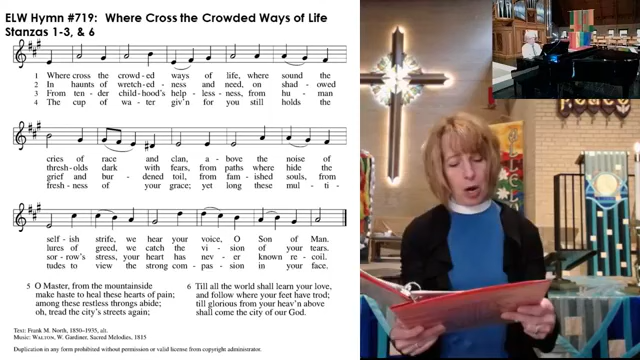 ELW Hymn #719:  Where Cross the Crowded Ways of Life
Stanzas 1-3, & 6
1 Where cross the crowd - ed ways of life, where sound the
2 In haunts of wretch - ed - ness and need, on shad - owed
3 From ten - der child - hood's help - less - ness, from hu - man
4 The cup of wa - ter giv'n for you still holds the
cries of race and clan, a - bove the noise of
thresh - olds dark with fears, from paths where hide the
grief and bur - dened toil, from fam - ished souls, from
fresh - ness of your grace; yet long these mul - ti -
self - ish strife, we hear your voice, O Son of Man.
lures of greed, we catch the vi - sion of your tears.
sor - row's stress, your heart has nev - er known re - coil.
tudes to view the strong com - pas - sion in your face.
5 O Master, from the mountainside
make haste to heal these hearts of pain;
among these restless throngs abide;
oh, tread the city's streets again;
6 Till all the world shall learn your love,
and follow where your feet have trod;
till glorious from your heav'n above
shall come the city of our God.
Text: Frank M. North, 1850-1935, alt.
Music: WALTON, W. Gardiner, Sacred Melodies, 1815
Duplication in any form prohibited without permission or valid license from copyright administrator.
peace